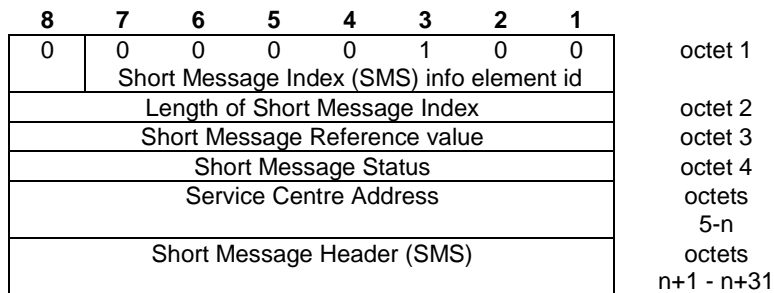 8 7 6 5 4 3 2 1
0 0 0 0 0 1 0 0 octet 1
Short Message Index (SMS) info element id
Length of Short Message Index octet 2
Short Message Reference value octet 3
Short Message Status octet 4
Service Centre Address octets
5-n
Short Message Header (SMS) octets
n+1 - n+31